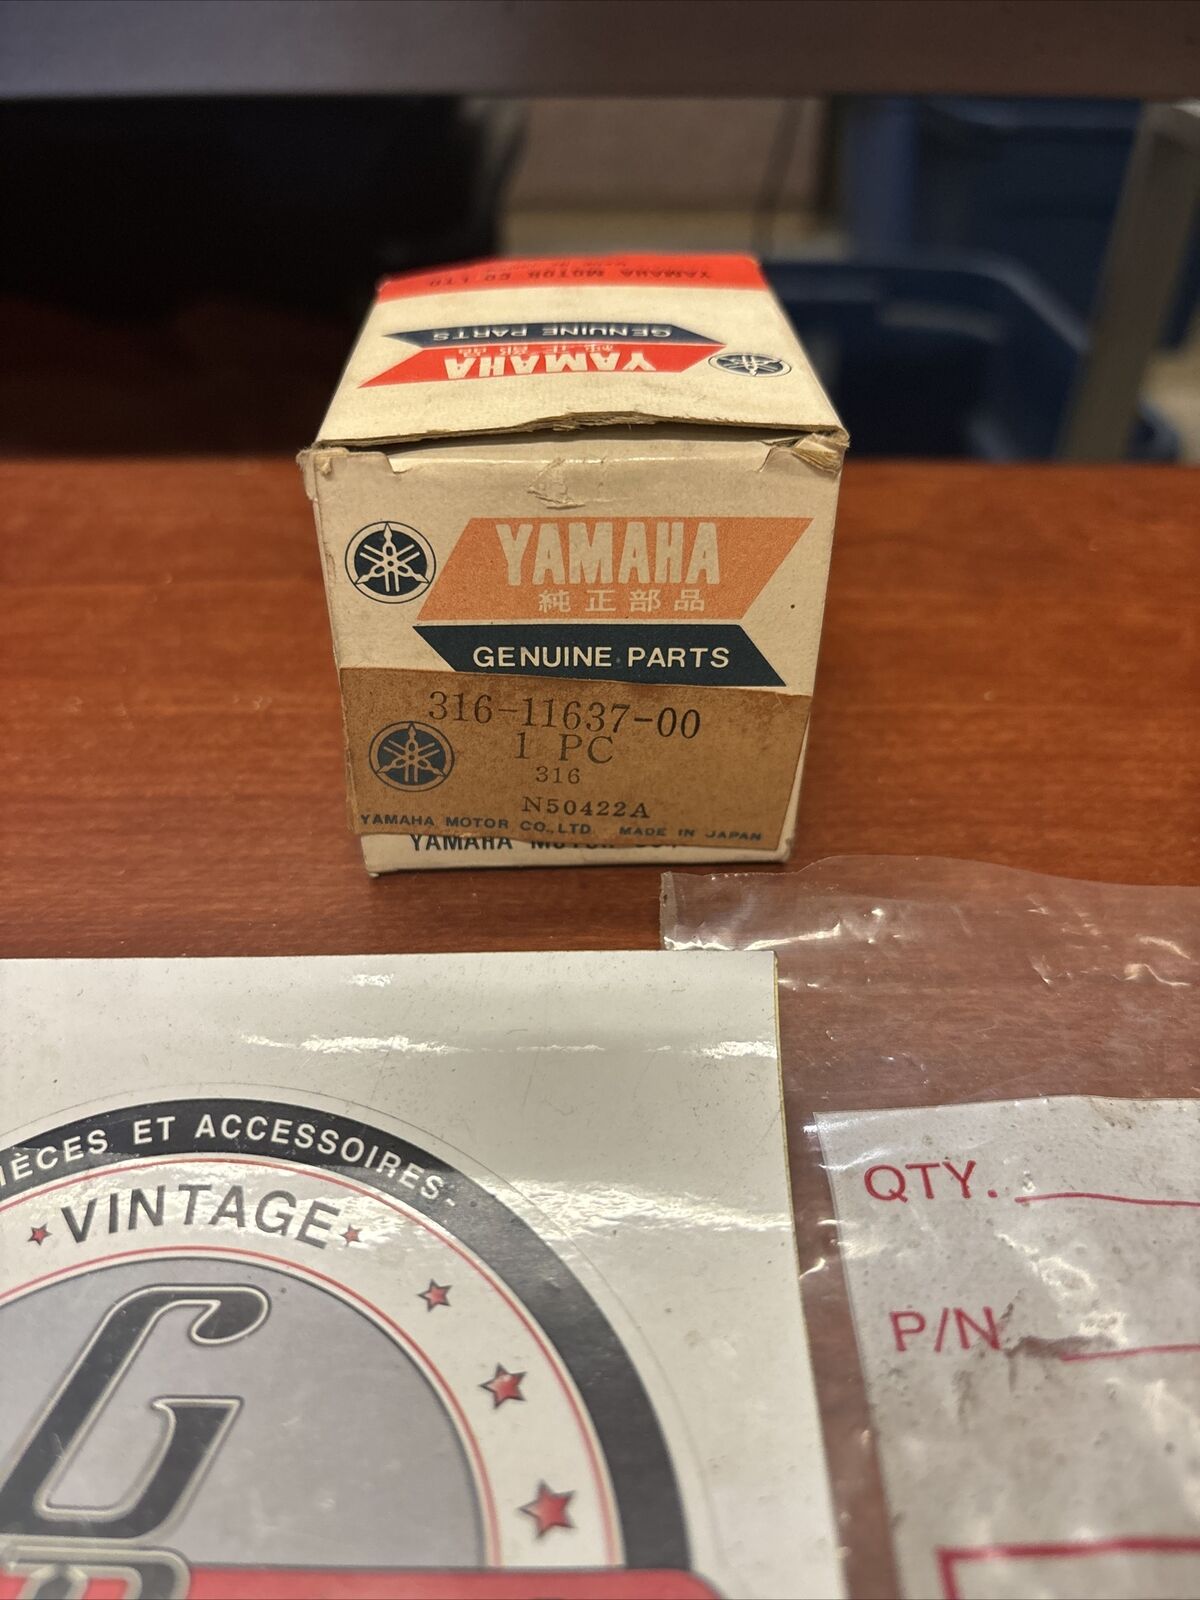 YAMAHA MOTOR CO.LTD
GENUINE PARTS
純正部品
YAMAHA
YAMAHA
純正部品
GENUINE PARTS
316-11637-00
1 PC
316
N50422A
YAMAHA MOTOR CO.,LTD MADE IN JAPAN
YAMAHA MOTOR
IÈCES ET ACCESSOIRES-
VINTAGE
G
QTY.
P/N